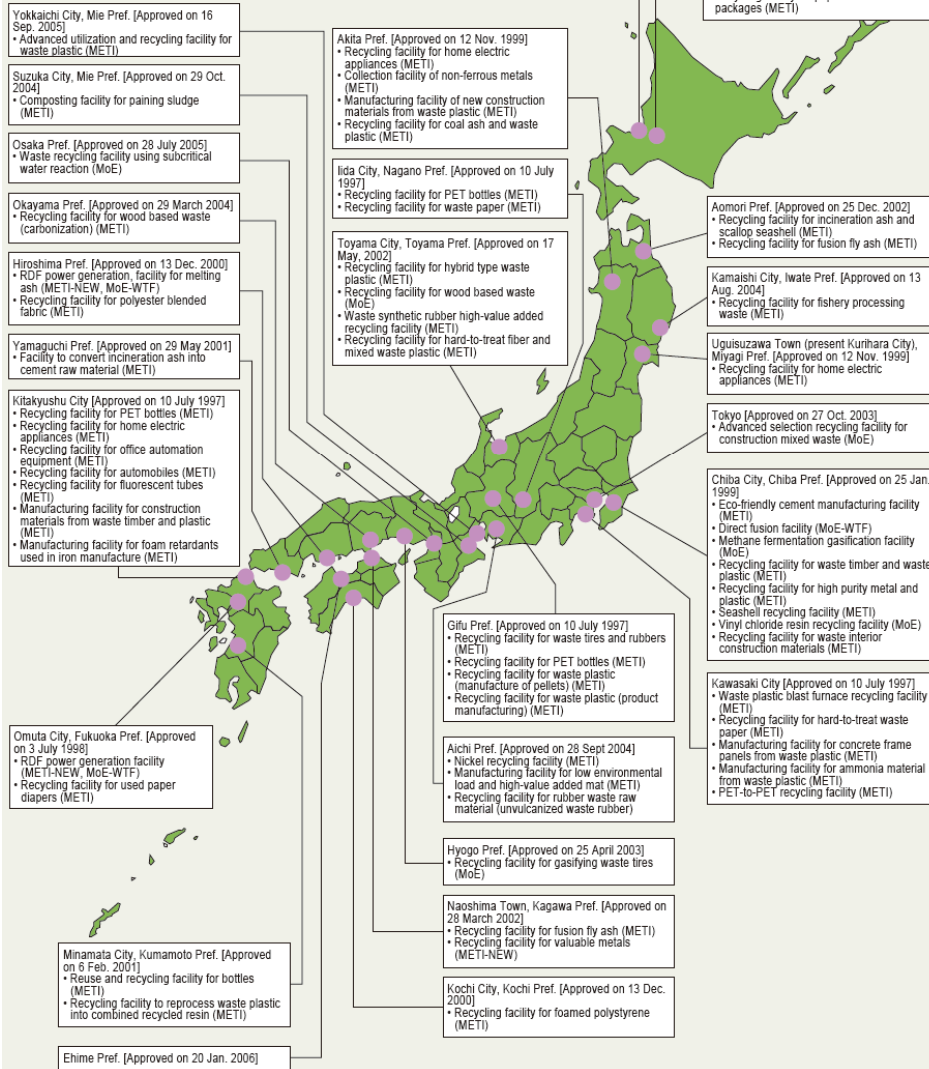 Yokkaichi City, Mie Pref. [Approved on 16
Sep. 2005]
• Advanced utilization and recycling facility for
waste plastic (METI)
Suzuka City, Mie Pref. [Approved on 29 Oct.
2004]
• Composting facility for paining sludge
(METI)
Osaka Pref. [Approved on 28 July 2005]
• Waste recycling facility using subcritical
water reaction (MoE)
Okayama Pref. [Approved on 29 March 2004]
• Recycling facility for wood based waste
(carbonization) (METI)
Hiroshima Pref. [Approved on 13 Dec. 2000]
• RDF power generation, facility for melting
ash (METI-NEW, MoE-WTF)
• Recycling facility for polyester blended
fabric (METI)
Yamaguchi Pref. [Approved on 29 May 2001]
• Facility to convert incineration ash into
cement raw material (METI)
Kitakyushu City [Approved on 10 July 1997]
• Recycling facility for PET bottles (METI)
• Recycling facility for home electric
appliances (METI)
• Recycling facility for office automation
equipment (METI)
• Recycling facility for automobiles (METI)
• Recycling facility for fluorescent tubes
(METI)
• Manufacturing facility for construction
materials from waste timber and plastic
(METI)
• Manufacturing facility for foam retardants
used in iron manufacture (METI)
Omuta City, Fukuoka Pref. [Approved
on 3 July 1998]
• RDF power generation facility
(METI-NEW, MoE-WTF)
• Recycling facility for used paper
diapers (METI)
Minamata City, Kumamoto Pref. [Approved
on 6 Feb. 2001]
• Reuse and recycling facility for bottles
(METI)
• Recycling facility to reprocess waste plastic
into combined recycled resin (METI)
Ehime Pref. [Approved on 20 Jan. 2006]
Akita Pref. [Approved on 12 Nov. 1999]
• Recycling facility for home electric
appliances (METI)
• Collection facility of non-ferrous metals
(METI)
• Manufacturing facility of new construction
materials from waste plastic (METI)
• Recycling facility for coal ash and waste
plastic (METI)
Iida City, Nagano Pref. [Approved on 10 July
1997]
• Recycling facility for PET bottles (METI)
• Recycling facility for waste paper (METI)
Toyama City, Toyama Pref. [Approved on 17
May, 2002]
• Recycling facility for hybrid type waste
plastic (METI)
• Recycling facility for wood based waste
(MoE)
• Waste synthetic rubber high-value added
recycling facility (METI)
• Recycling facility for hard-to-treat fiber and
mixed waste plastic (METI)
Gifu Pref. [Approved on 10 July 1997]
• Recycling facility for waste tires and rubbers
(METI)
• Recycling facility for PET bottles (METI)
• Recycling facility for waste plastic
(manufacture of pellets) (METI)
• Recycling facility for waste plastic (product
manufacturing) (METI)
Aichi Pref. [Approved on 28 Sept 2004]
• Nickel recycling facility (METI)
• Manufacturing facility for low environmental
load and high-value added mat (METI)
• Recycling facility for rubber waste raw
material (unvulcanized waste rubber)
Hyogo Pref. [Approved on 25 April 2003]
• Recycling facility for gasifying waste tires
(MoE)
Naoshima Town, Kagawa Pref. [Approved on
28 March 2002]
• Recycling facility for fusion fly ash (METI)
• Recycling facility for valuable metals
(METI-NEW)
Kochi City, Kochi Pref. [Approved on 13 Dec.
2000]
• Recycling facility for foamed polystyrene
(METI)
packages (METI)
Aomori Pref. [Approved on 25 Dec. 2002]
• Recycling facility for incineration ash and
scallop seashell (METI)
• Recycling facility for fusion fly ash (METI)
Kamaishi City, Iwate Pref. [Approved on 13
Aug. 2004]
• Recycling facility for fishery processing
waste (METI)
Uguisuzawa Town (present Kurihara City),
Miyagi Pref. [Approved on 12 Nov. 1999]
• Recycling facility for home electric
appliances (METI)
Tokyo [Approved on 27 Oct. 2003]
• Advanced selection recycling facility for
construction mixed waste (MoE)
Chiba City, Chiba Pref. [Approved on 25 Jan.
1999]
• Eco-friendly cement manufacturing facility
(METI)
• Direct fusion facility (MoE-WTF)
• Methane fermentation gasification facility
(MoE)
• Recycling facility for waste timber and waste
plastic (METI)
• Recycling facility for high purity metal and
plastic (METI)
• Seashell recycling facility (METI)
• Vinyl chloride resin recycling facility (MoE)
• Recycling facility for waste interior
construction materials (METI)
Kawasaki City [Approved on 10 July 1997]
• Waste plastic blast furnace recycling facility
(METI)
• Recycling facility for hard-to-treat waste
paper (METI)
• Manufacturing facility for concrete frame
panels from waste plastic (METI)
• Manufacturing facility for ammonia material
from waste plastic (METI)
• PET-to-PET recycling facility (METI)